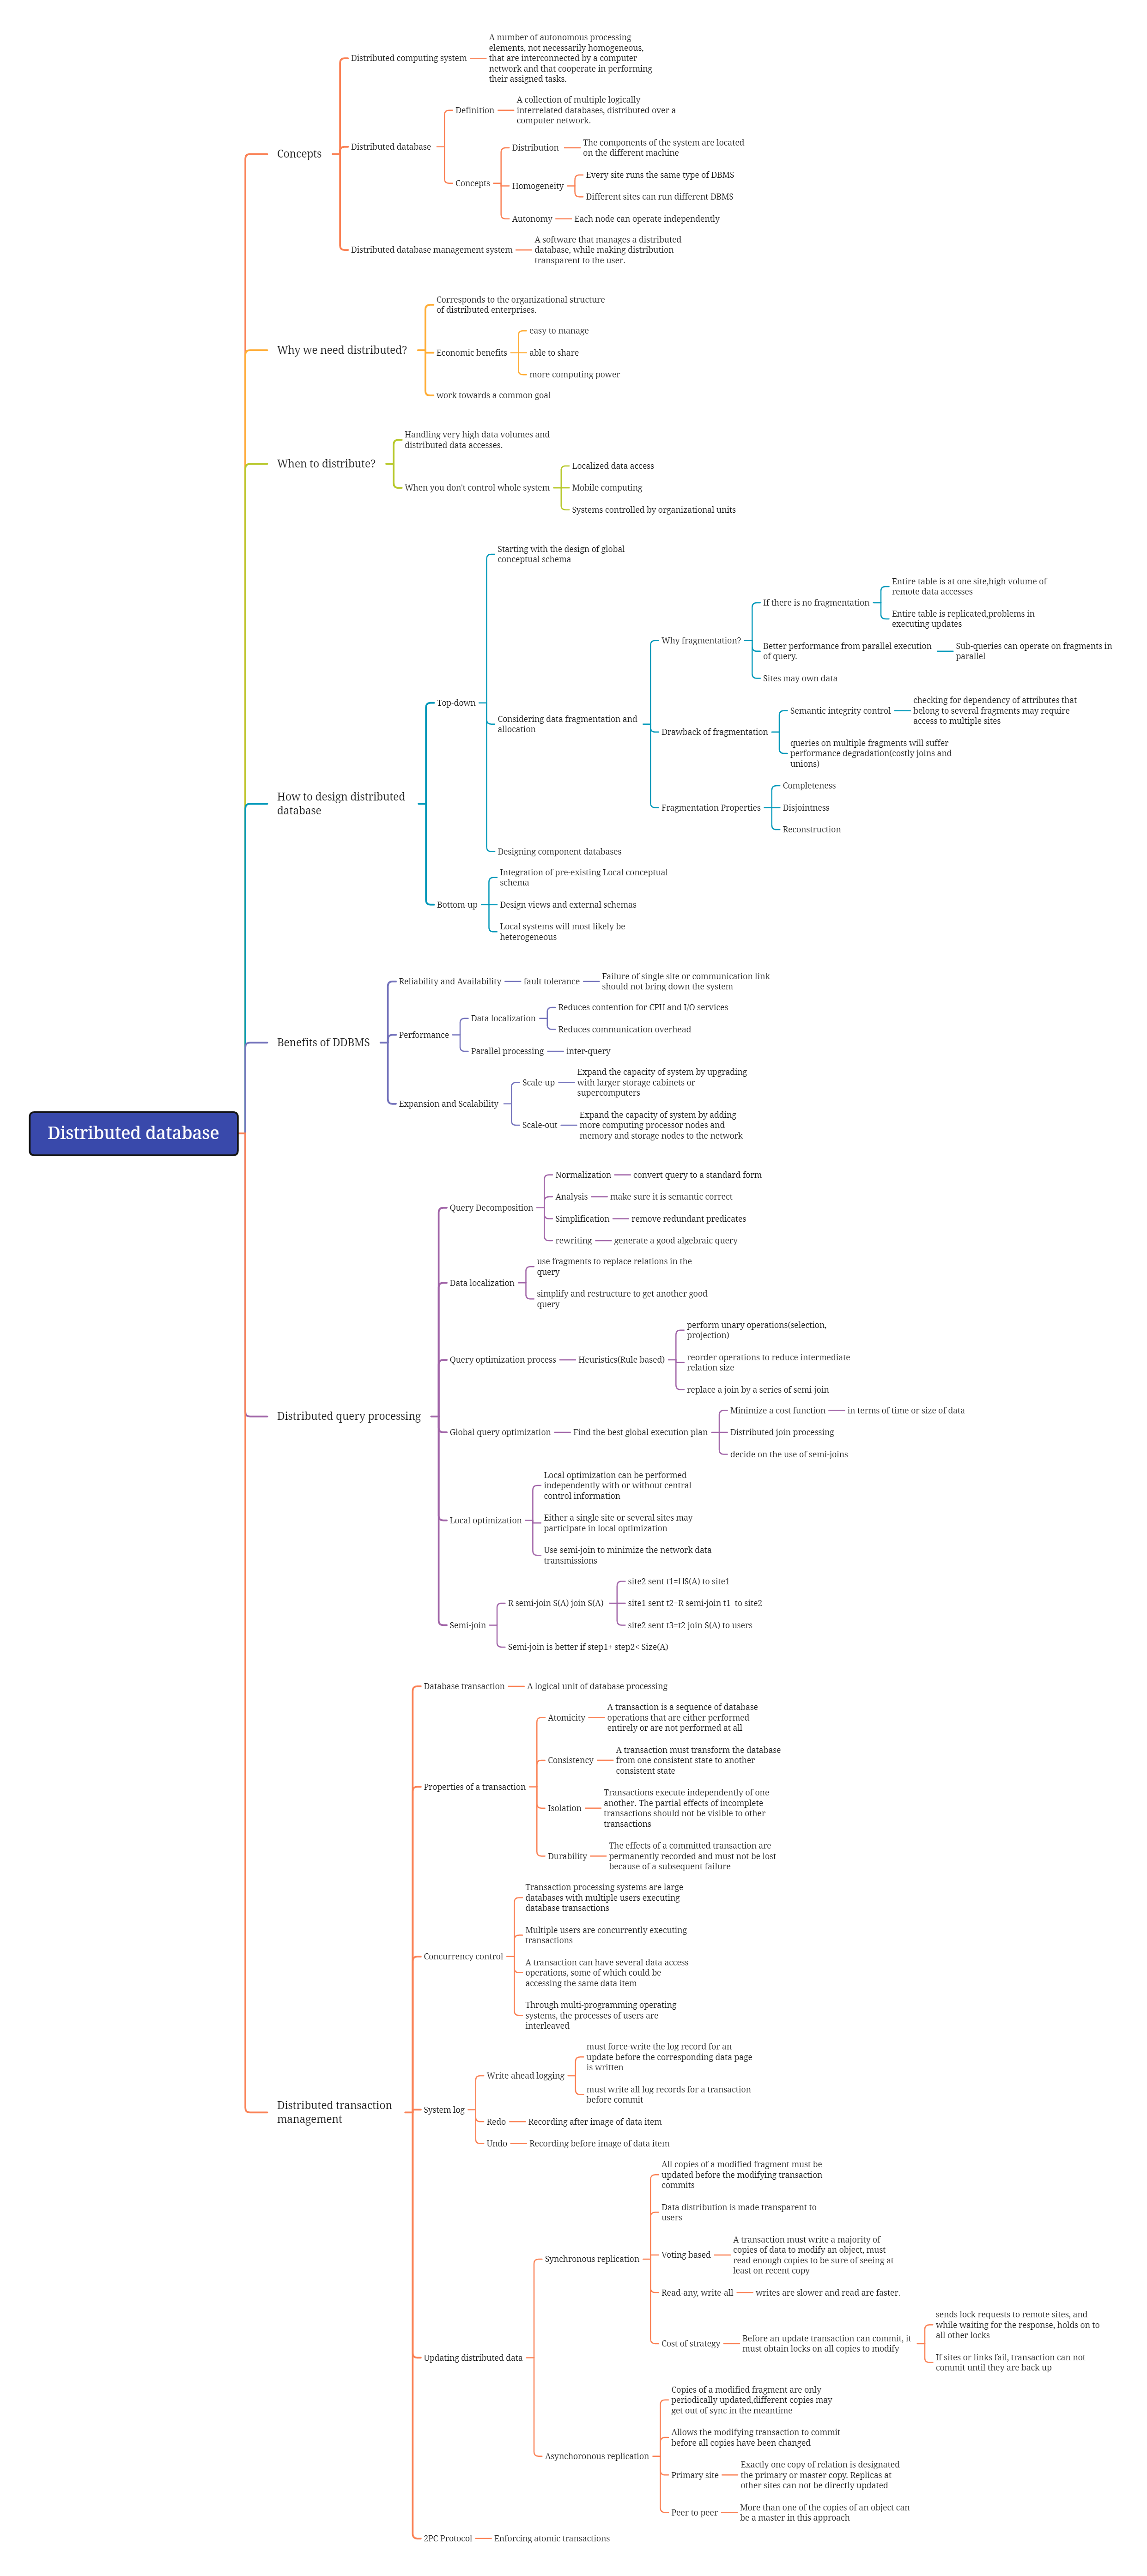 A number of autonomous processing
elements, not necessarily homogeneous,
Distributed computing system
that are interconnected by a computer
network and that cooperate in performing
their assigned tasks.
A collection of multiple logically
Definition
interrelated databases, distributed over a
computer network.
Distributed database
Concepts
Concepts
Distribution
The components of the system are located
on the different machine
Homogeneity
Every site runs the same type of DBMS
Different sites can run different DBMS
Autonomy
Each node can operate independently
Distributed database management system
A software that manages a distributed
database, while making distribution
transparent to the user.
Why we need distributed?
Corresponds to the organizational structure
of distributed enterprises.
Economic benefits
easy to manage
able to share
more computing power
work towards a common goal
When to distribute?
Handling very high data volumes and
distributed data accesses.
When you don't control whole system
Localized data access
Mobile computing
Systems controlled by organizational units
How to design distributed
database
Top-down
Starting with the design of global
conceptual schema
Considering data fragmentation and
allocation
Why fragmentation?
If there is no fragmentation
Entire table is at one site,high volume of
remote data accesses
Entire table is replicated,problems in
executing updates
Better performance from parallel execution
of query.
Sub-queries can operate on fragments in
parallel
Sites may own data
Drawback of fragmentation
Semantic integrity control
checking for dependency of attributes that
belong to several fragments may require
access to multiple sites
queries on multiple fragments will suffer
performance degradation(costly joins and
unions)
Fragmentation Properties
Completeness
Disjointness
Reconstruction
Designing component databases
Bottom-up
Integration of pre-existing Local conceptual
schema
Design views and external schemas
Local systems will most likely be
heterogeneous
Benefits of DDBMS
Reliability and Availability
fault tolerance
Failure of single site or communication link
should not bring down the system
Performance
Data localization
Reduces contention for CPU and I/O services
Reduces communication overhead
Parallel processing
inter-query
Expansion and Scalability
Scale-up
Expand the capacity of system by upgrading
with larger storage cabinets or
supercomputers
Scale-out
Expand the capacity of system by adding
more computing processor nodes and
memory and storage nodes to the network
Distributed database
Distributed query processing
Query Decomposition
Normalization
convert query to a standard form
Analysis
make sure it is semantic correct
Simplification
remove redundant predicates
rewriting
generate a good algebraic query
Data localization
use fragments to replace relations in the
query
simplify and restructure to get another good
query
Query optimization process
Heuristics(Rule based)
perform unary operations(selection,
projection)
reorder operations to reduce intermediate
relation size
replace a join by a series of semi-join
Global query optimization
Find the best global execution plan
Minimize a cost function
in terms of time or size of data
Distributed join processing
decide on the use of semi-joins
Local optimization
Local optimization can be performed
independently with or without central
control information
Either a single site or several sites may
participate in local optimization
Use semi-join to minimize the network data
transmissions
Semi-join
R semi-join S(A) join S(A)
site2 sent t1=∏S(A) to site1
site1 sent t2=R semi-join t1 to site2
site2 sent t3=t2 join S(A) to users
Semi-join is better if step1+ step2< Size(A)
Distributed transaction
management
Database transaction
A logical unit of database processing
Properties of a transaction
Atomicity
A transaction is a sequence of database
operations that are either performed
entirely or are not performed at all
Consistency
A transaction must transform the database
from one consistent state to another
consistent state
Isolation
Transactions execute independently of one
another. The partial effects of incomplete
transactions should not be visible to other
transactions
Durability
The effects of a committed transaction are
permanently recorded and must not be lost
because of a subsequent failure
Concurrency control
Transaction processing systems are large
databases with multiple users executing
database transactions
Multiple users are concurrently executing
transactions
A transaction can have several data access
operations, some of which could be
accessing the same data item
Through multi-programming operating
systems, the processes of users are
interleaved
System log
Write ahead logging
must force-write the log record for an
update before the corresponding data page
is written
must write all log records for a transaction
before commit
Redo
Recording after image of data item
Undo
Recording before image of data item
Updating distributed data
Synchronous replication
All copies of a modified fragment must be
updated before the modifying transaction
commits
Data distribution is made transparent to
users
Voting based
A transaction must write a majority of
copies of data to modify an object, must
read enough copies to be sure of seeing at
least on recent copy
Read-any, write-all
writes are slower and read are faster.
Cost of strategy
Before an update transaction can commit, it
must obtain locks on all copies to modify
sends lock requests to remote sites, and
while waiting for the response, holds on to
all other locks
If sites or links fail, transaction can not
commit until they are back up
Asynchoronous replication
Copies of a modified fragment are only
periodically updated,different copies may
get out of sync in the meantime
Allows the modifying transaction to commit
before all copies have been changed
Primary site
Exactly one copy of relation is designated
the primary or master copy. Replicas at
other sites can not be directly updated
Peer to peer
More than one of the copies of an object can
be a master in this approach
2PC Protocol
Enforcing atomic transactions